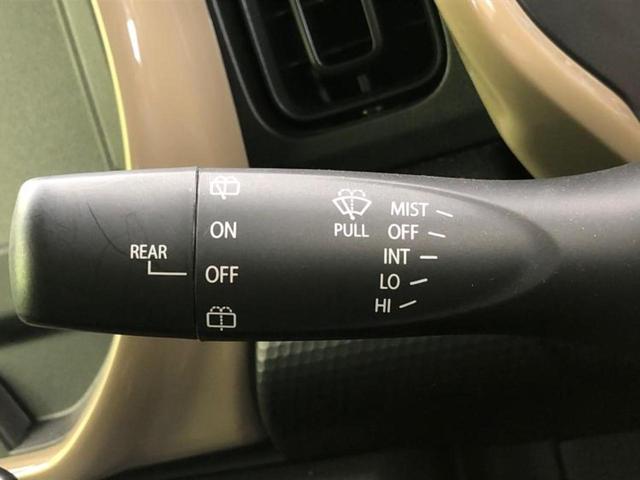 REAR
ON
OFF
PULL
MIST
OFF
INT
LO
HI